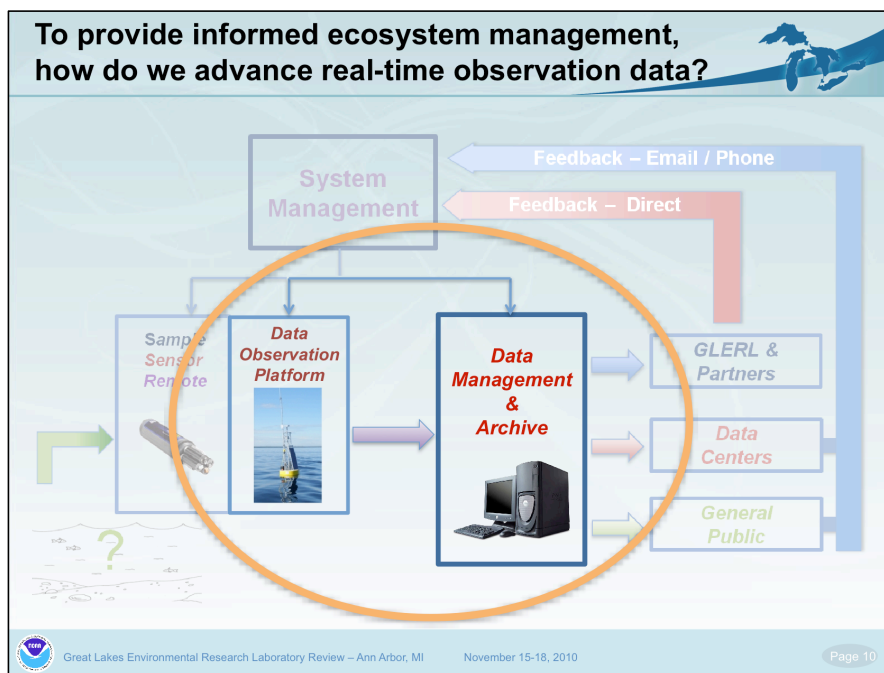 To provide informed ecosystem management,
how do we advance real-time observation data?
System
Management
Feedback – Email / Phone
Feedback – Direct
Sample
Sensor
Remote
Data
Observation
Platform
Data
Management
&
Archive
GLERL &
Partners
Data
Centers
General
Public
?
NOAA
Great Lakes Environmental Research Laboratory Review – Ann Arbor, MI November 15-18, 2010
Page 10